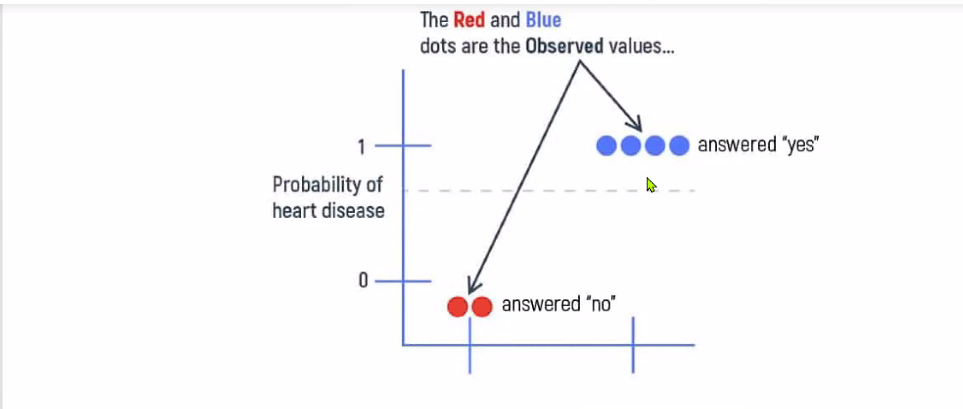 The Red and Blue
dots are the Observed values...
1
answered "yes"
Probability of
heart disease
0
answered "no"